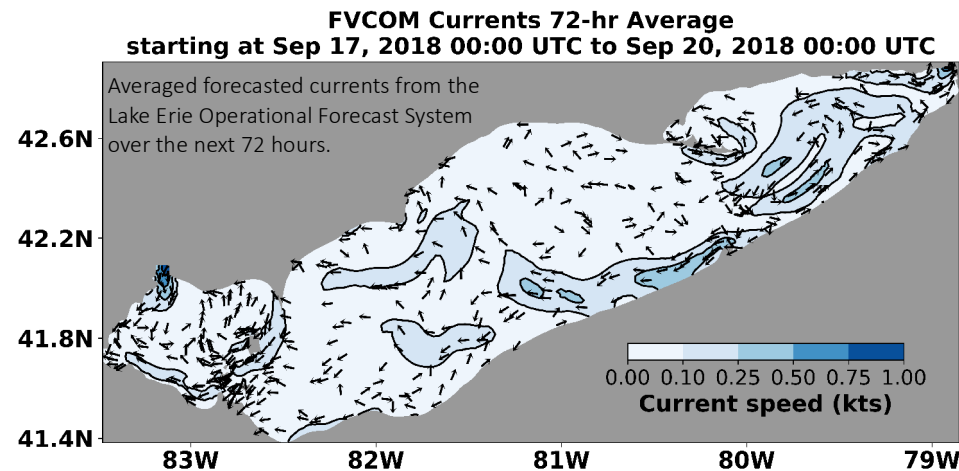 FVCOM Currents 72-hr Average
starting at Sep 17, 2018 00:00 UTC to Sep 20, 2018 00:00 UTC
Averaged forecasted currents from the
Lake Erie Operational Forecast System
over the next 72 hours.
42.6N
42.2N
41.8N
41.4N
0.00 0.10 0.25 0.50 0.75 1.00
Current speed (kts)
83W 82W 81W 80W 79W